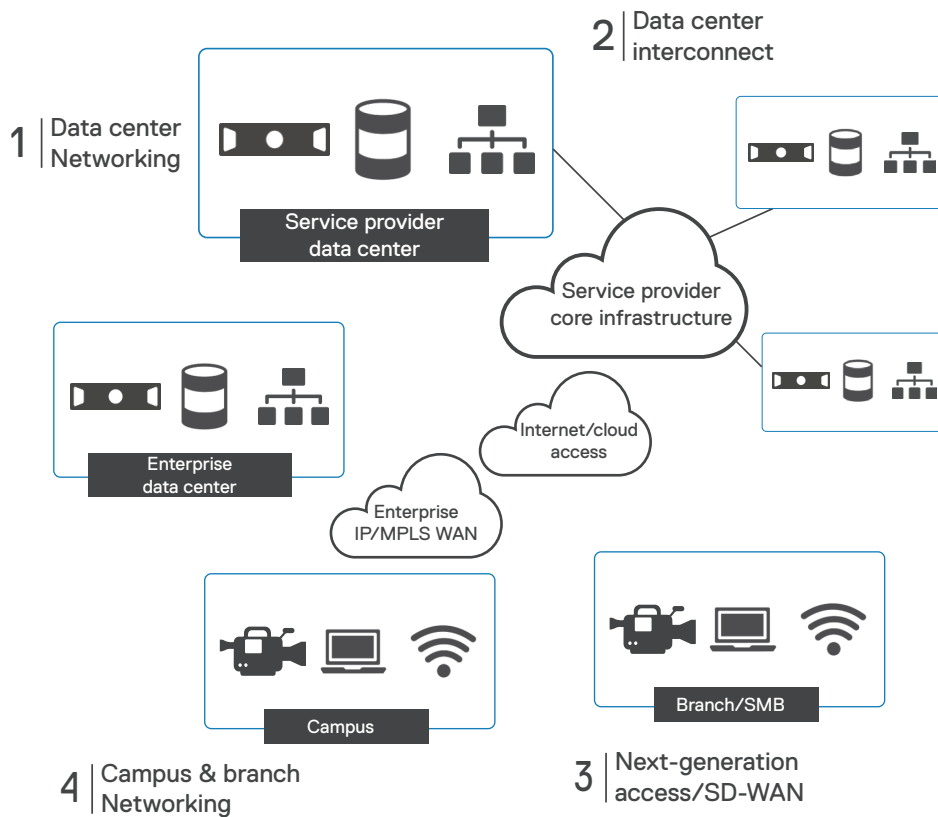 2
Data center
interconnect
1
Data center
Networking
Service provider
data center
Service provider
core infrastructure
Internet/cloud
access
Enterprise
data center
Enterprise
IP/MPLS WAN
Campus
Branch/SMB
4
Campus & branch
Networking
3
Next-generation
access/SD-WAN